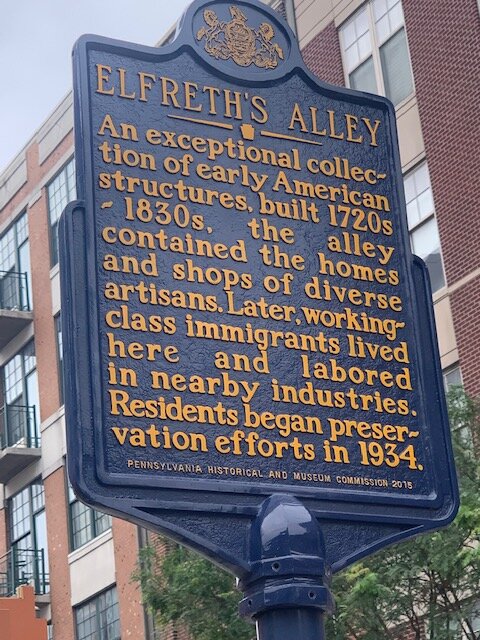 ELFRETH'S ALLEY
An exceptional collec-
tion of early American
structures, built 1720s
- 1830s, the alley
contained the homes
and shops of diverse
artisans. Later, working-
class immigrants lived
here and labored
in nearby industries.
Residents began preser-
vation efforts in 1934.
PENNSYLVANIA HISTORICAL AND MUSEUM COMMISSION 2015